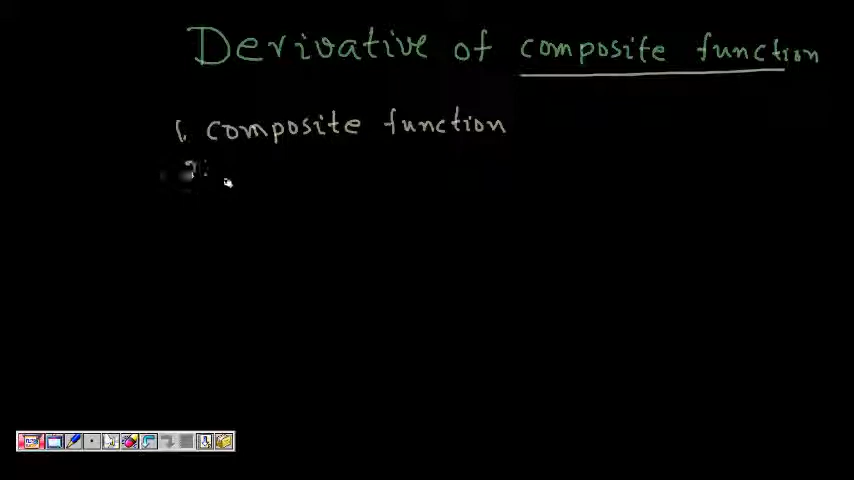 Derivative of composite function
1. composite function